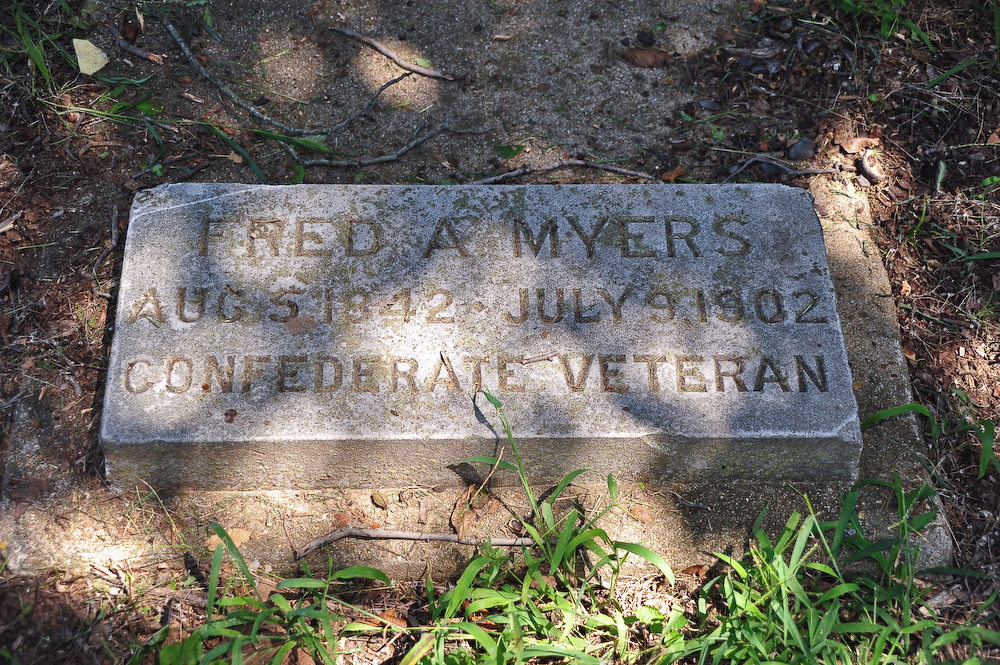 FRED A MYERS
AUG 5 1842 - JULY 9, 1902
CONFEDERATE VETERAN